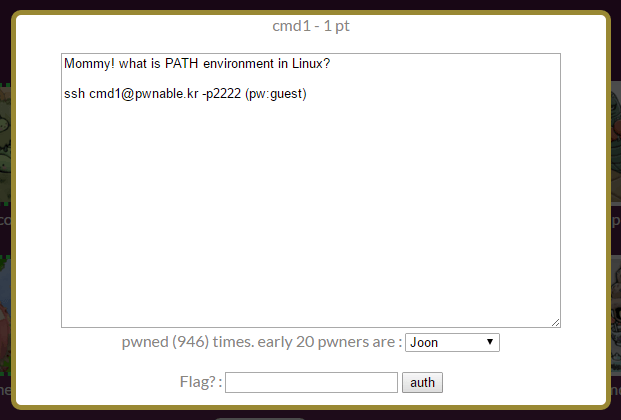 cmd1 - 1 pt
Mommy! what is PATH environment in Linux?
ssh cmd1@pwnable.kr -p2222 (pw:guest)
pwned (946) times. early 20 pwners are : Joon
Flag? : auth